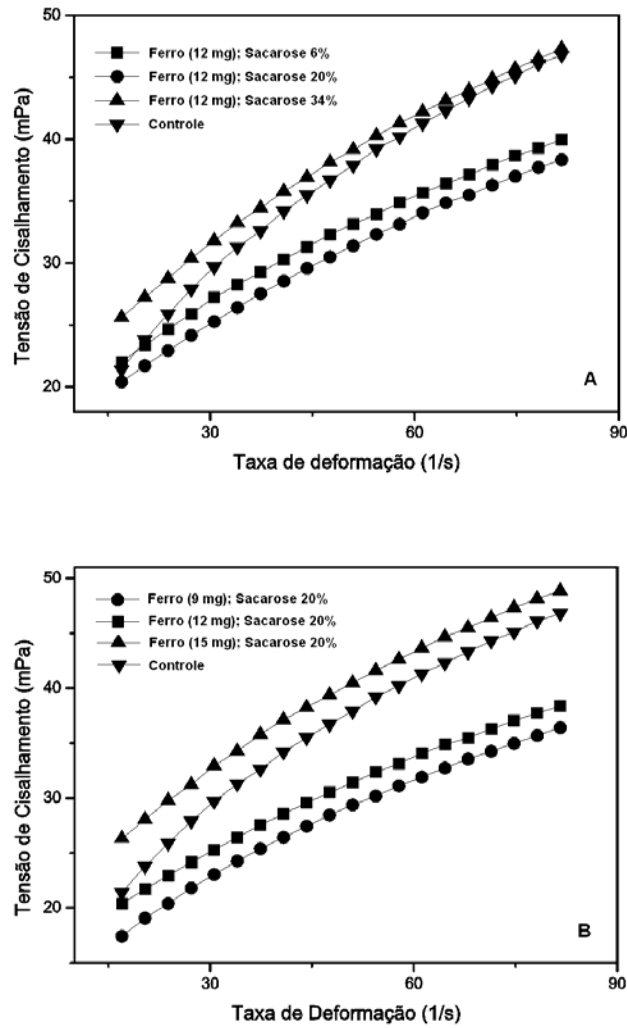 50
40
30
20
Tensão de Cisalhamento (mPa)
Ferro (12 mg); Sacarose 6%
Ferro (12 mg); Sacarose 20%
Ferro (12 mg); Sacarose 34%
Controle
A
30
60
90
Taxa de deformação (1/s)
50
40
30
20
Tensão de Cisalhamento (mPa)
Ferro (9 mg); Sacarose 20%
Ferro (12 mg); Sacarose 20%
Ferro (15 mg); Sacarose 20%
Controle
B
30
60
90
Taxa de Deformação (1/s)